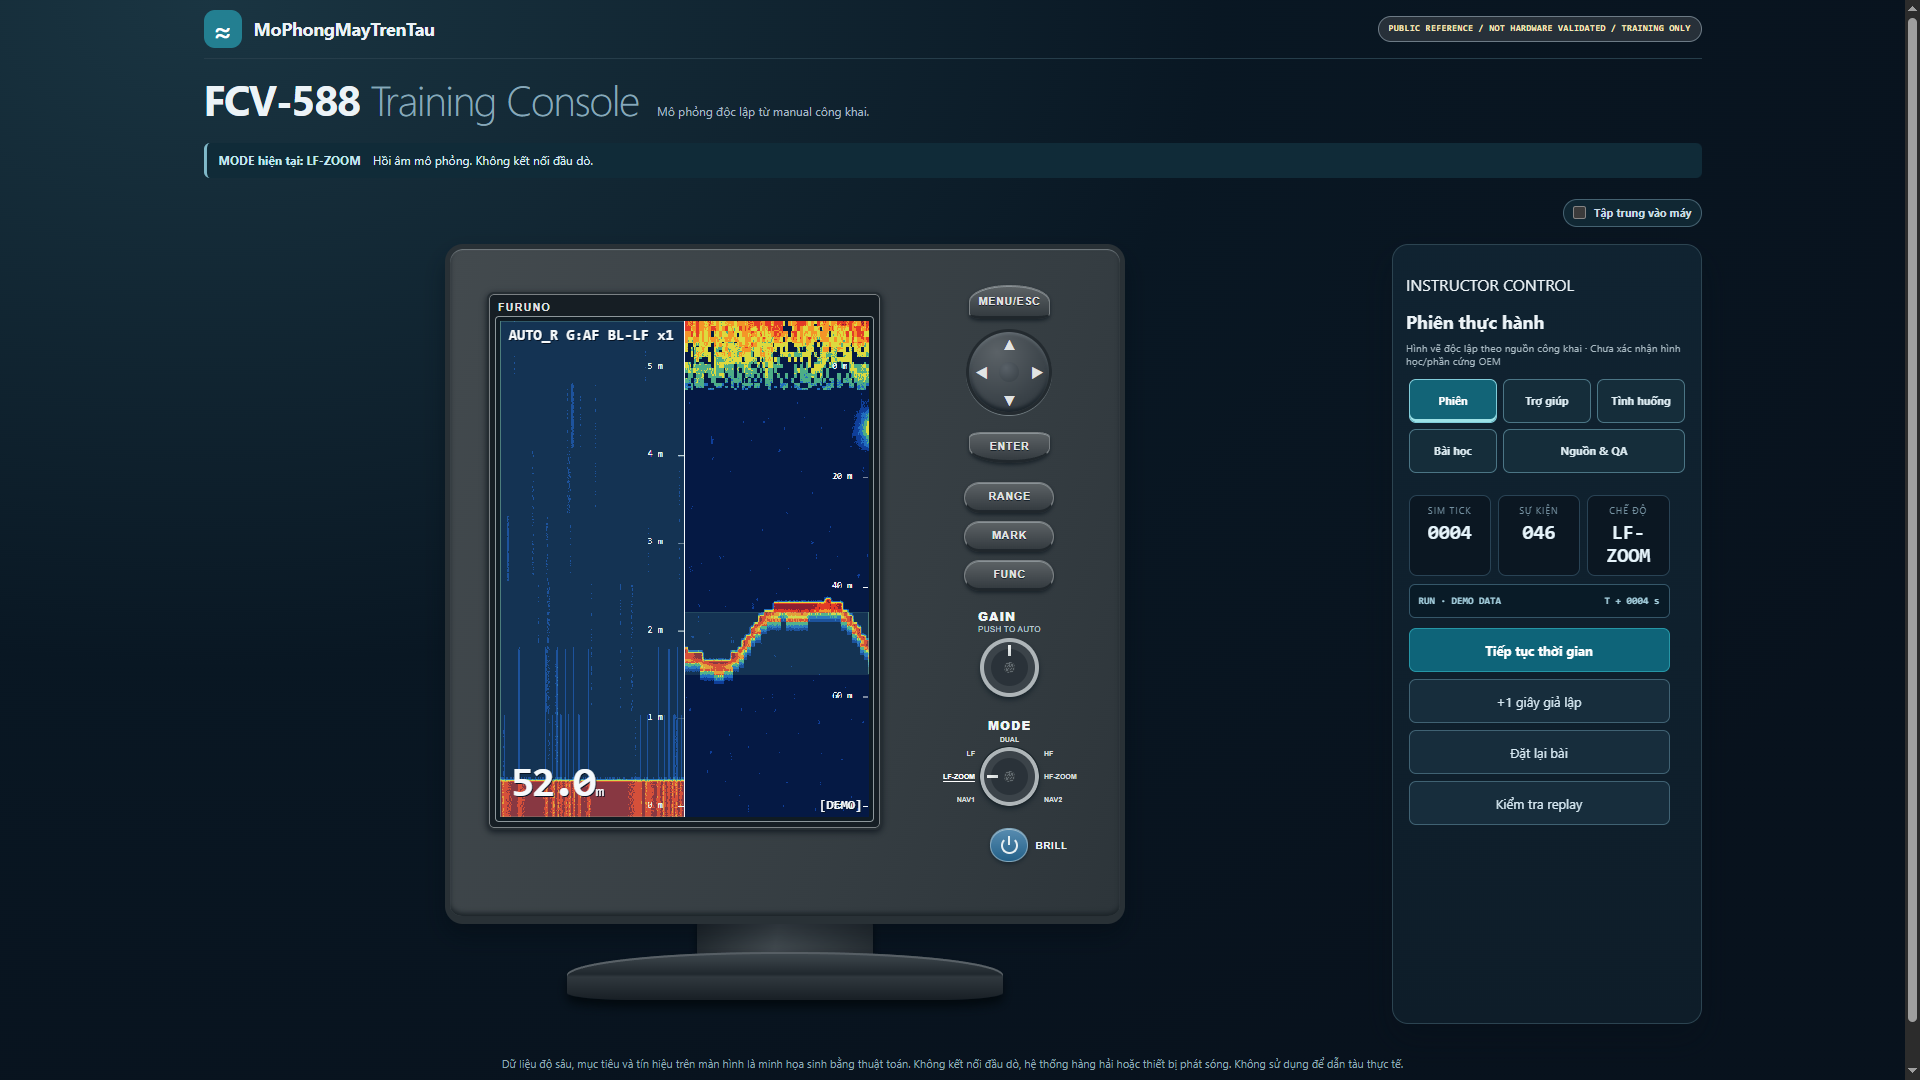 MoPhongMayTrenTau
PUBLIC REFERENCE / NOT HARDWARE VALIDATED / TRAINING ONLY
FCV-588 Training Console Mô phỏng độc lập từ manual công khai.
MODE hiện tại: LF-ZOOM Hồi âm mô phỏng. Không kết nối đầu dò.
Tập trung vào máy
FURUNO
AUTO_R G:AF BL-LF x1
5 m
4 m
3 m
2 m
1 m
0 m
52.0m
0 m
20 m
40 m
60 m
[DEMO]
MENU/ESC
ENTER
RANGE
MARK
FUNC
GAIN
PUSH TO AUTO
MODE
DUAL
LF HF
LF-ZOOM HF-ZOOM
NAV1 NAV2
BRILL
INSTRUCTOR CONTROL
Phiên thực hành
Hình vẽ độc lập theo nguồn công khai · Chưa xác nhận hình
học/phần cứng OEM
Phiên Trợ giúp Tình huống
Bài học Nguồn & QA
SIM TICK SỰ KIỆN CHẾ ĐỘ
0004 046 LF-
ZOOM
RUN · DEMO DATA T + 0004 s
Tiếp tục thời gian
+1 giây giả lập
Đặt lại bài
Kiểm tra replay
Dữ liệu độ sâu, mục tiêu và tín hiệu trên màn hình là minh họa sinh bằng thuật toán. Không kết nối đầu dò, hệ thống hàng hải hoặc thiết bị phát sóng. Không sử dụng để dẫn tàu thực tế.